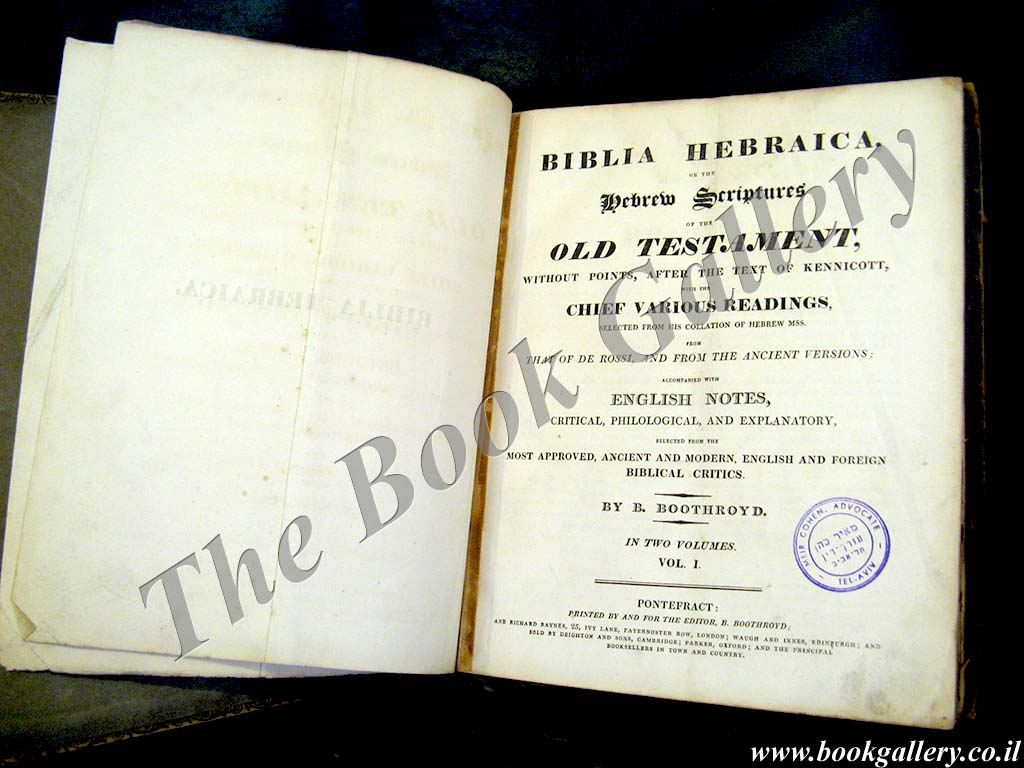 BIBLIA HEBRAICA,
OR THE
Hebrew Scriptures
OF THE
OLD TESTAMENT,
WITHOUT POINTS, AFTER THE TEXT OF KENNICOTT,
WITH THE
CHIEF VARIOUS READINGS,
SELECTED FROM HIS COLLATION OF HEBREW MSS.
FROM
THAT OF DE ROSSI, AND FROM THE ANCIENT VERSIONS;
ACCOMPANIED WITH
ENGLISH NOTES,
CRITICAL, PHILOLOGICAL, AND EXPLANATORY,
SELECTED FROM THE
MOST APPROVED, ANCIENT AND MODERN, ENGLISH AND FOREIGN
BIBLICAL CRITICS.
BY B. BOOTHROYD.
IN TWO VOLUMES.
VOL. I.
MEIR COHEN, ADVOCATE
מאיר כהן
עורך-דין
תל-אביב
TEL-AVIV
PONTEFRACT:
PRINTED BY AND FOR THE EDITOR, B. BOOTHROYD;
AND RICHARD BAYNES, 25, IVY LANE, PATERNOSTER ROW, LONDON; WAUGH AND INNES, EDINBURGH; AND
SOLD BY DEIGHTON AND SONS, CAMBRIDGE; PARKER, OXFORD; AND THE PRINCIPAL
BOOKSELLERS IN TOWN AND COUNTRY.
The Book Gallery
www.bookgallery.co.il